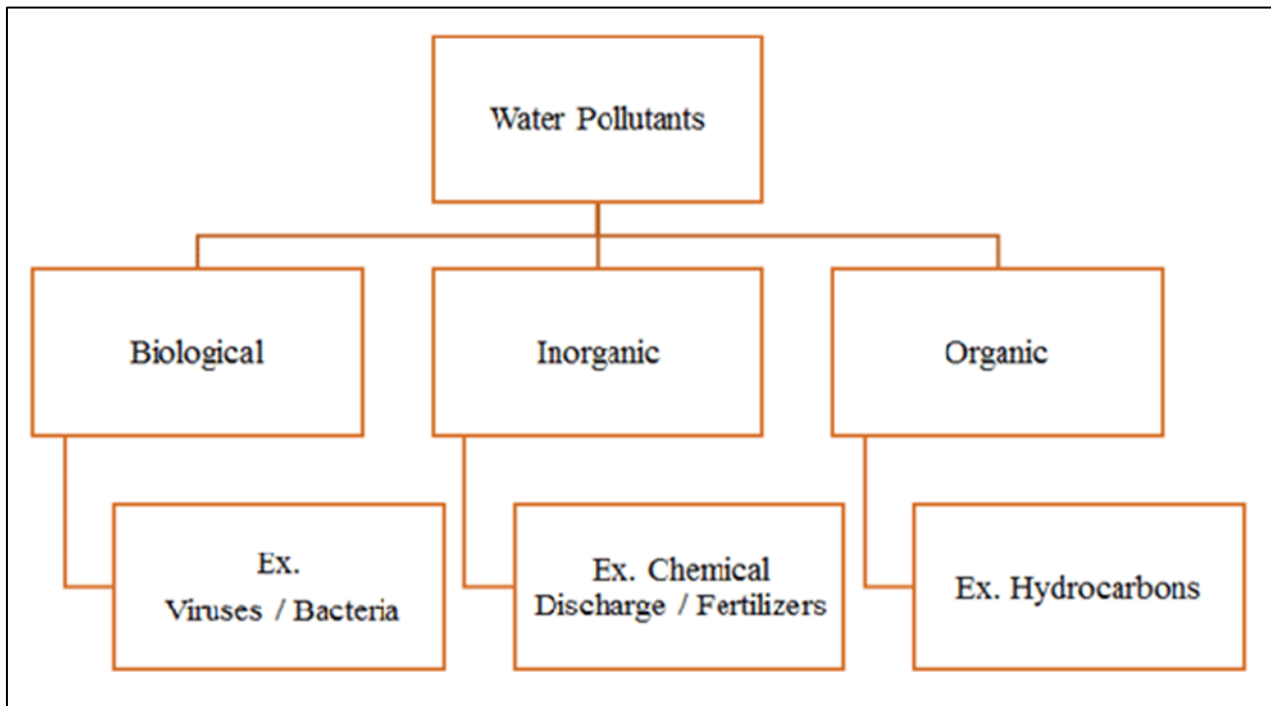 Water Pollutants
Biological
Inorganic
Organic
Ex.
Viruses / Bacteria
Ex. Chemical
Discharge / Fertilizers
Ex. Hydrocarbons